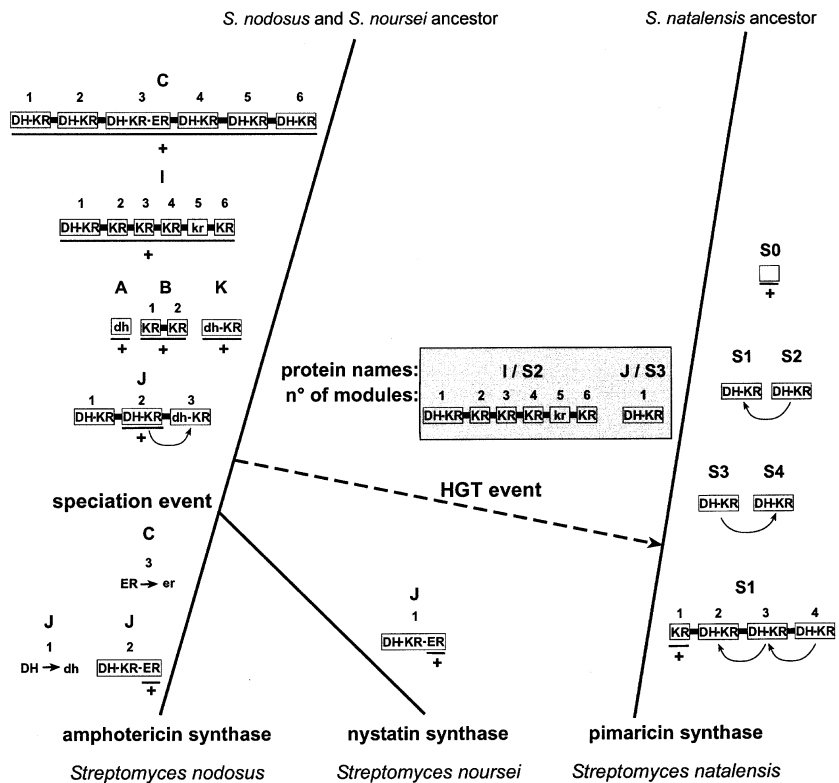 S. nodosus and S. noursei ancestor
S. natalensis ancestor
C
1 2 3 4 5 6
DH-KR DH-KR DH-KR-ER DH-KR DH-KR DH-KR
+
I
1 2 3 4 5 6
DH-KR KR KR KR kr KR
+
A B K
1 2
dh KR KR dh-KR
+ + +
J
1 2 3
DH-KR DH-KR dh-KR
+
S0
+
protein names: I / S2 J / S3
n° of modules: 1 2 3 4 5 6 1
DH-KR KR KR KR kr KR DH-KR
S1 S2
DH-KR DH-KR
HGT event
S3 S4
DH-KR DH-KR
speciation event
C
3
ER → er
J J
1 2
DH → dh DH-KR-ER
+
J
1
DH-KR-ER
+
S1
1 2 3 4
KR DH-KR DH-KR DH-KR
+
amphotericin synthase nystatin synthase pimaricin synthase
Streptomyces nodosus Streptomyces noursei Streptomyces natalensis